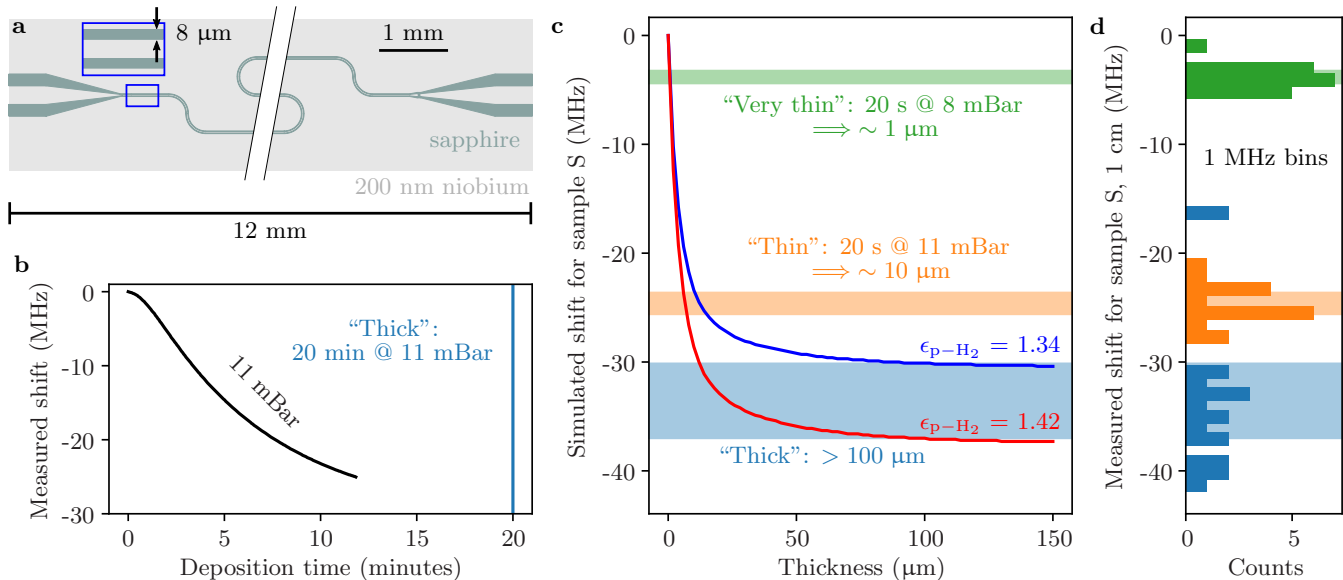 a
8 μm
1 mm
sapphire
200 nm niobium
12 mm
b
Measured shift (MHz)
0
-10
-20
-30
“Thick”:
20 min @ 11 mBar
11 mBar
0
5
10
15
20
Deposition time (minutes)
c
Simulated shift for sample S (MHz)
0
-10
-20
-30
-40
“Very thin”: 20 s @ 8 mBar
⟹ ∼ 1 μm
“Thin”: 20 s @ 11 mBar
⟹ ∼ 10 μm
ϵp−H2 = 1.34
ϵp−H2 = 1.42
“Thick”: > 100 μm
0
50
100
150
Thickness (μm)
d
Measured shift for sample S, 1 cm (MHz)
0
-10
-20
-30
-40
1 MHz bins
0
5
Counts